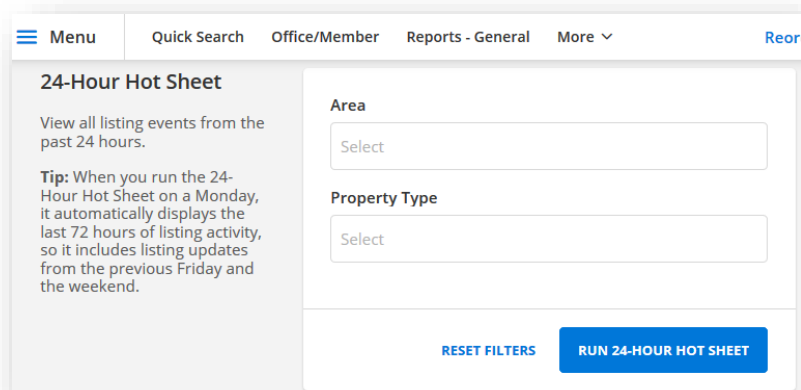 Menu
Quick Search
Office/Member
Reports - General
More
Reor
24-Hour Hot Sheet
View all listing events from the
past 24 hours.
Tip: When you run the 24-
Hour Hot Sheet on a Monday,
it automatically displays the
last 72 hours of listing activity,
so it includes listing updates
from the previous Friday and
the weekend.
Area
Select
Property Type
Select
RESET FILTERS
RUN 24-HOUR HOT SHEET